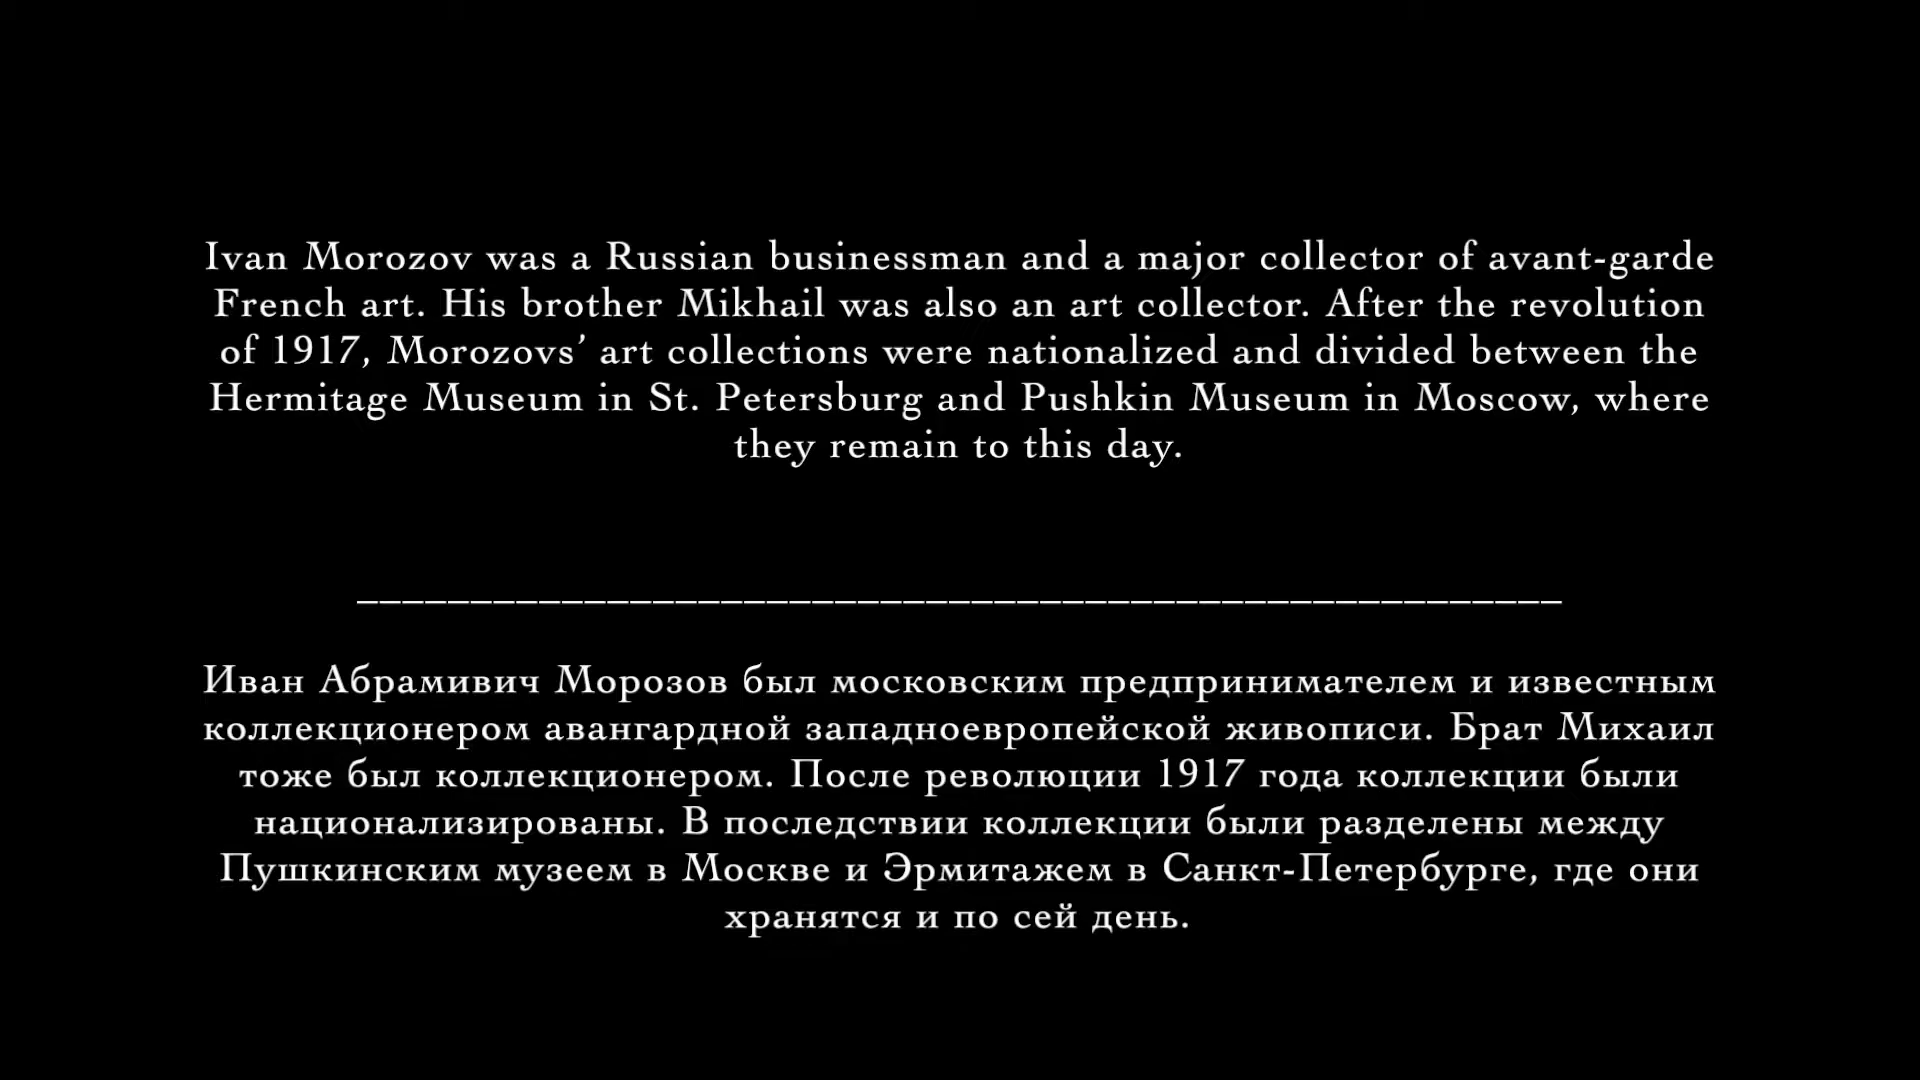 Ivan Morozov was a Russian businessman and a major collector of avant-garde
French art. His brother Mikhail was also an art collector. After the revolution
of 1917, Morozovs’ art collections were nationalized and divided between the
Hermitage Museum in St. Petersburg and Pushkin Museum in Moscow, where
they remain to this day.
Иван Абрамивич Морозов был московским предпринимателем и известным
коллекционером авангардной западноевропейской живописи. Брат Михаил
тоже был коллекционером. После революции 1917 года коллекции были
национализированы. В последствии коллекции были разделены между
Пушкинским музеем в Москве и Эрмитажем в Санкт-Петербурге, где они
хранятся и по сей день.